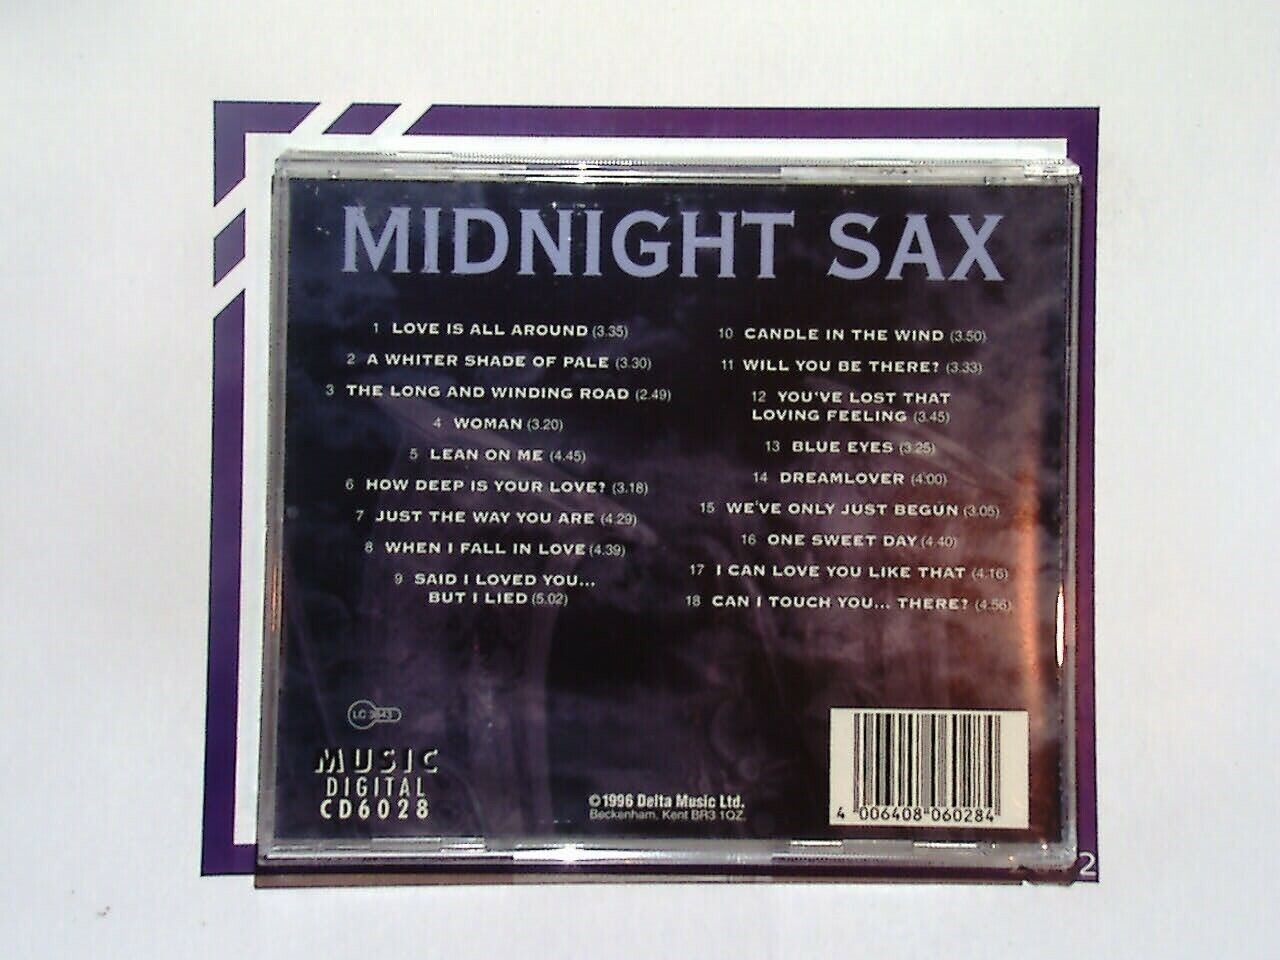 MIDNIGHT SAX
1 LOVE IS ALL AROUND (3.35)
2 A WHITER SHADE OF PALE (3.30)
3 THE LONG AND WINDING ROAD (2.49)
4 WOMAN (3.20)
5 LEAN ON ME (4.45)
6 HOW DEEP IS YOUR LOVE? (3.18)
7 JUST THE WAY YOU ARE (4.29)
8 WHEN I FALL IN LOVE (4.39)
9 SAID I LOVED YOU...
BUT I LIED (5.02)
10 CANDLE IN THE WIND (3.50)
11 WILL YOU BE THERE? (3.33)
12 YOU'VE LOST THAT
LOVING FEELING (3.45)
13 BLUE EYES (3.25)
14 DREAMLOVER (4.00)
15 WE'VE ONLY JUST BEGUN (3.05)
16 ONE SWEET DAY (4.40)
17 I CAN LOVE YOU LIKE THAT (4.16)
18 CAN I TOUCH YOU... THERE? (4.56)
LC 3843
MUSIC
DIGITAL
CD6028
©1996 Delta Music Ltd.
Beckenham, Kent BR3 1QZ.
4 006408 060284
2